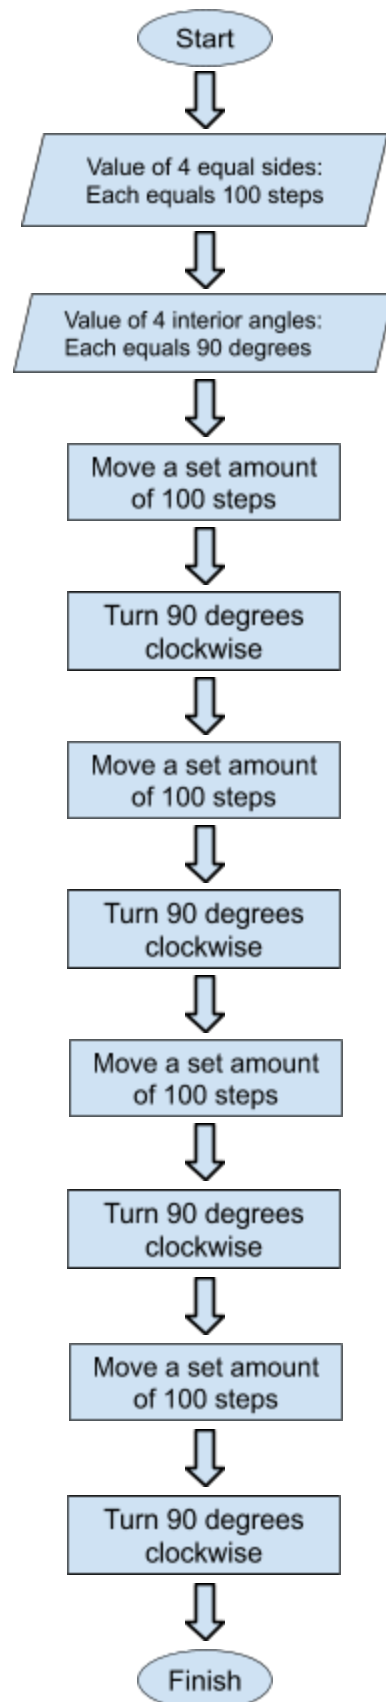 Start
Value of 4 equal sides:
Each equals 100 steps
Value of 4 interior angles:
Each equals 90 degrees
Move a set amount
of 100 steps
Turn 90 degrees
clockwise
Move a set amount
of 100 steps
Turn 90 degrees
clockwise
Move a set amount
of 100 steps
Turn 90 degrees
clockwise
Move a set amount
of 100 steps
Turn 90 degrees
clockwise
Finish